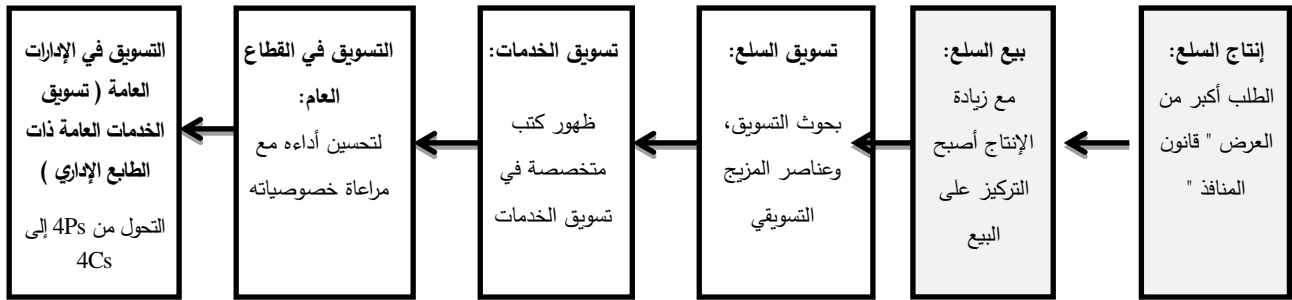 إنتاج السلع:
الطلب أكبر من
العرض " قانون
المنافذ "
بيع السلع:
مع زيادة
الإنتاج أصبح
التركيز على
البيع
تسويق السلع:
بحوث التسويق،
وعناصر المزيج
التسويقي
تسويق الخدمات:
ظهور كتب
متخصصة في
تسويق الخدمات
التسويق في القطاع
العام:
لتحسين أداءه مع
مراعاة خصوصياته
التسويق في الإدارات
العامة ( تسويق
الخدمات العامة ذات
الطابع الإداري )
التحول من 4Ps إلى
4Cs